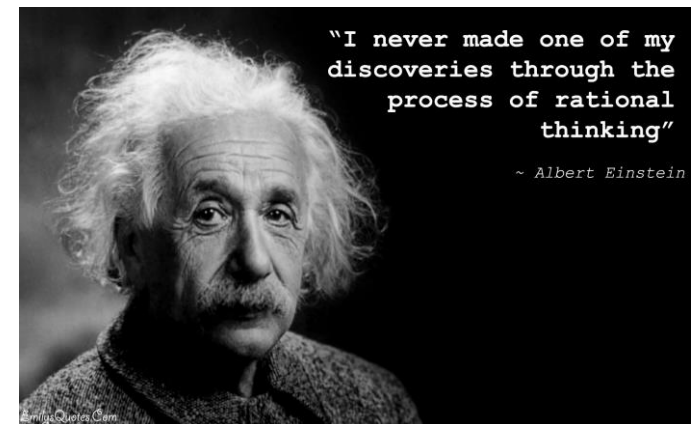 “I never made one of my
discoveries through the
process of rational
thinking”
~ Albert Einstein
EmilysQuotes.Com